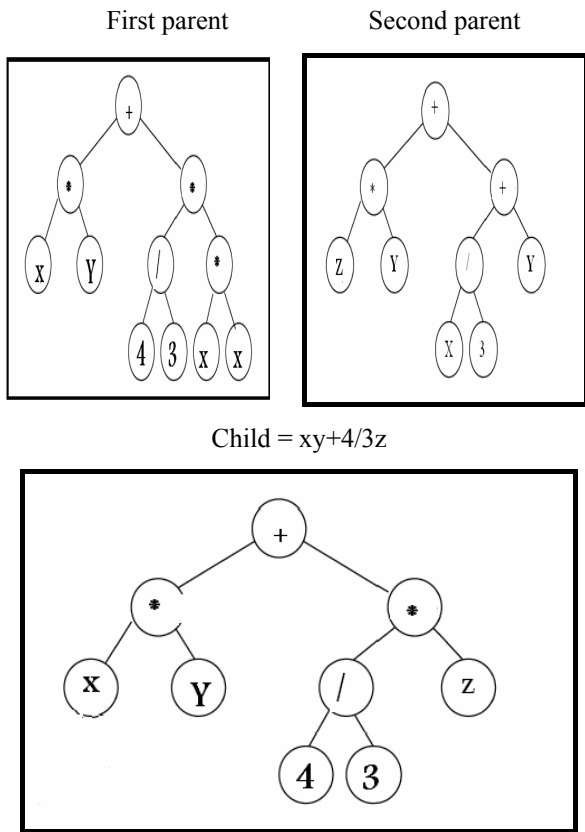 First parent Second parent
+ +
* * * +
x Y / * z Y / Y
4 3 x x X 3
Child = xy+4/3z
+
* *
x Y / z
4 3